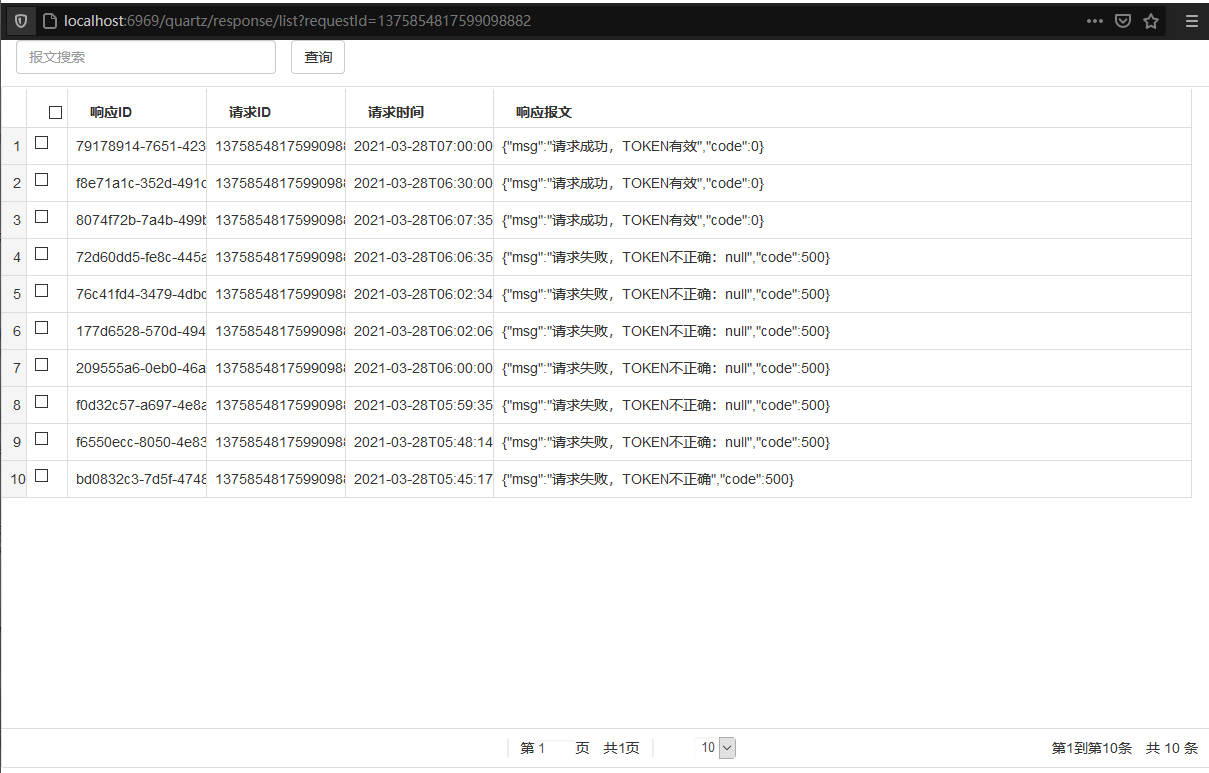 localhost:6969/quartz/response/list?requestId=1375854817599098882
报文搜索 查询
响应ID 请求ID 请求时间 响应报文
1 79178914-7651-423 13758548175990988 2021-03-28T07:00:00 {"msg":"请求成功，TOKEN有效","code":0}
2 f8e71a1c-352d-491c 13758548175990988 2021-03-28T06:30:00 {"msg":"请求成功，TOKEN有效","code":0}
3 8074f72b-7a4b-499b 13758548175990988 2021-03-28T06:07:35 {"msg":"请求成功，TOKEN有效","code":0}
4 72d60dd5-fe8c-445a 13758548175990988 2021-03-28T06:06:35 {"msg":"请求失败，TOKEN不正确：null","code":500}
5 76c41fd4-3479-4dbc 13758548175990988 2021-03-28T06:02:34 {"msg":"请求失败，TOKEN不正确：null","code":500}
6 177d6528-570d-494 13758548175990988 2021-03-28T06:02:06 {"msg":"请求失败，TOKEN不正确：null","code":500}
7 209555a6-0eb0-46a 13758548175990988 2021-03-28T06:00:00 {"msg":"请求失败，TOKEN不正确：null","code":500}
8 f0d32c57-a697-4e8a 13758548175990988 2021-03-28T05:59:35 {"msg":"请求失败，TOKEN不正确：null","code":500}
9 f6550ecc-8050-4e83 13758548175990988 2021-03-28T05:48:14 {"msg":"请求失败，TOKEN不正确：null","code":500}
10 bd0832c3-7d5f-4748 13758548175990988 2021-03-28T05:45:17 {"msg":"请求失败，TOKEN不正确","code":500}
第 1 页 共1页 10 第1到第10条 共 10 条